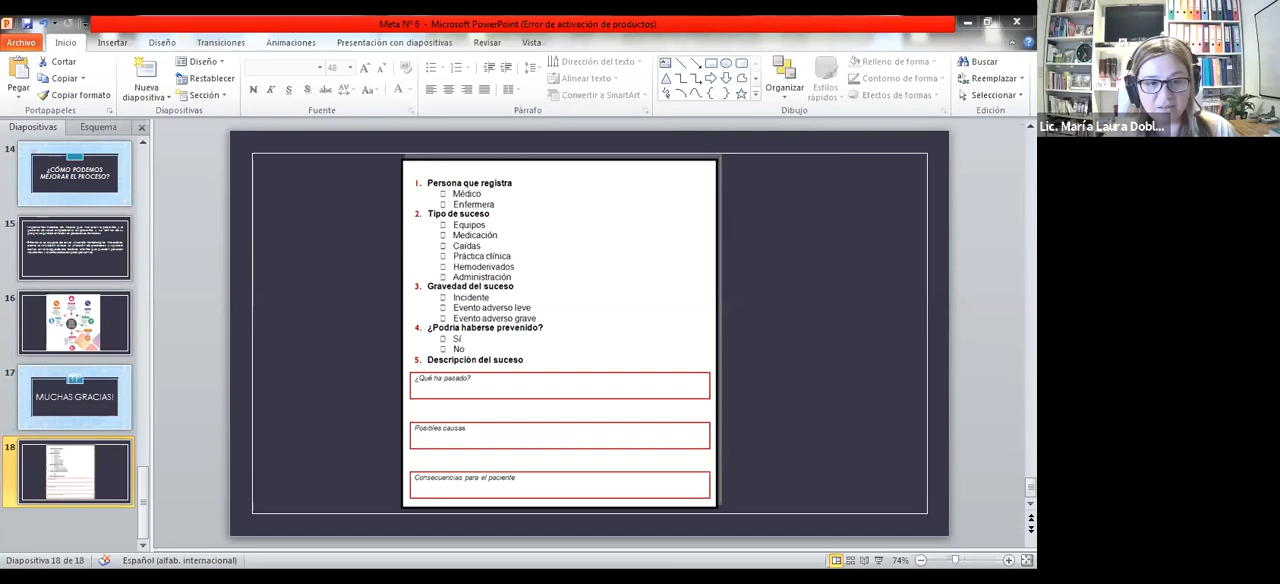 Meta Nº 6 - Microsoft PowerPoint (Error de activación de productos)
Archivo
Inicio
Insertar
Diseño
Transiciones
Animaciones
Presentación con diapositivas
Revisar
Vista
Pegar
Cortar
Copiar
Copiar formato
Portapapeles
Nueva
diapositiva
Diseño
Restablecer
Sección
Diapositivas
48
N
S
S
abc
AV
Aa
A
Fuente
Dirección del texto
Alinear texto
Convertir a SmartArt
Párrafo
Organizar
Estilos
rápidos
Relleno de forma
Contorno de forma
Efectos de formas
Dibujo
Buscar
Reemplazar
Seleccionar
Edición
Lic. María Laura Dobl...
Diapositivas
Esquema
14
¿CÓMO PODEMOS
MEJORAR EL PROCESO?
15
16
17
MUCHAS GRACIAS!
18
1. Persona que registra
Médico
Enfermera
2. Tipo de suceso
Equipos
Medicación
Caídas
Práctica clínica
Hemoderivados
Administración
3. Gravedad del suceso
Incidente
Evento adverso leve
Evento adverso grave
4. ¿Podría haberse prevenido?
Sí
No
5. Descripción del suceso
¿Qué ha pasado?
Posibles causas
Consecuencias para el paciente
Diapositiva 18 de 18
Español (alfab. internacional)
74%